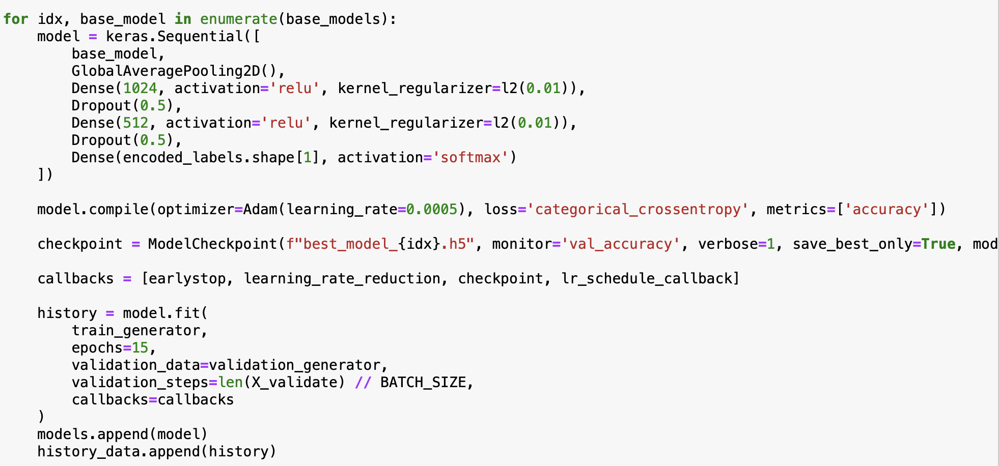 for idx, base_model in enumerate(base_models):
    model = keras.Sequential([
        base_model,
        GlobalAveragePooling2D(),
        Dense(1024, activation='relu', kernel_regularizer=l2(0.01)),
        Dropout(0.5),
        Dense(512, activation='relu', kernel_regularizer=l2(0.01)),
        Dropout(0.5),
        Dense(encoded_labels.shape[1], activation='softmax')
    ])
    model.compile(optimizer=Adam(learning_rate=0.0005), loss='categorical_crossentropy', metrics=['accuracy'])
    checkpoint = ModelCheckpoint(f"best_model_{idx}.h5", monitor='val_accuracy', verbose=1, save_best_only=True, mod
    callbacks = [earlystop, learning_rate_reduction, checkpoint, lr_schedule_callback]
    history = model.fit(
        train_generator,
        epochs=15,
        validation_data=validation_generator,
        validation_steps=len(X_validate) // BATCH_SIZE,
        callbacks=callbacks
    )
    models.append(model)
    history_data.append(history)